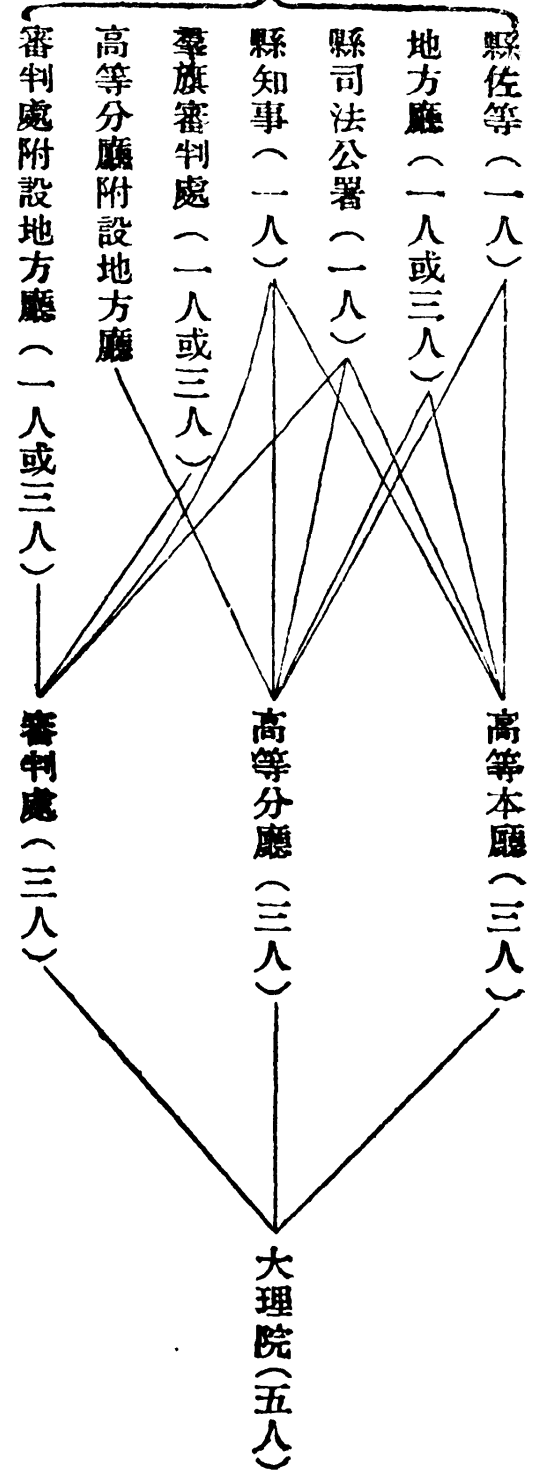 縣佐等（一人）
地方廳（一人或三人）
縣司法公署（一人）
縣知事（一人）
羣旗審判處（一人或三人）
高等分廳附設地方廳
審判處附設地方廳（一人或三人）
高等本廳（三人）
高等分廳（三人）
審判處（三人）
大理院（五人）